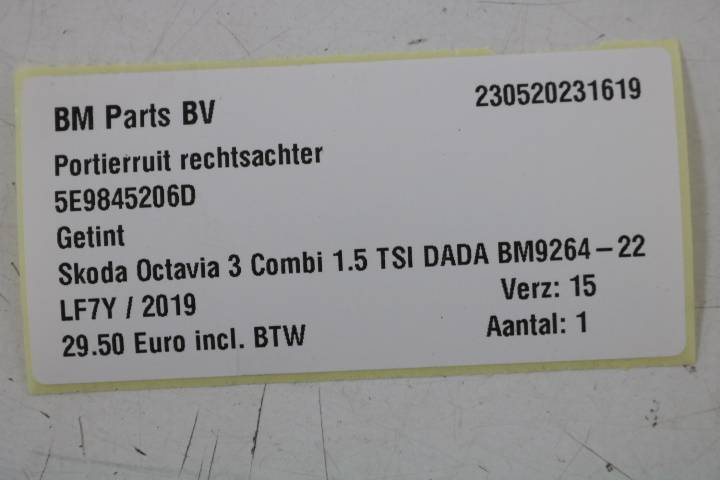 BM Parts BV 230520231619
Portierruit rechtsachter
5E9845206D
Getint
Skoda Octavia 3 Combi 1.5 TSI DADA BM9264-22
LF7Y / 2019 Verz: 15
29.50 Euro incl. BTW Aantal: 1